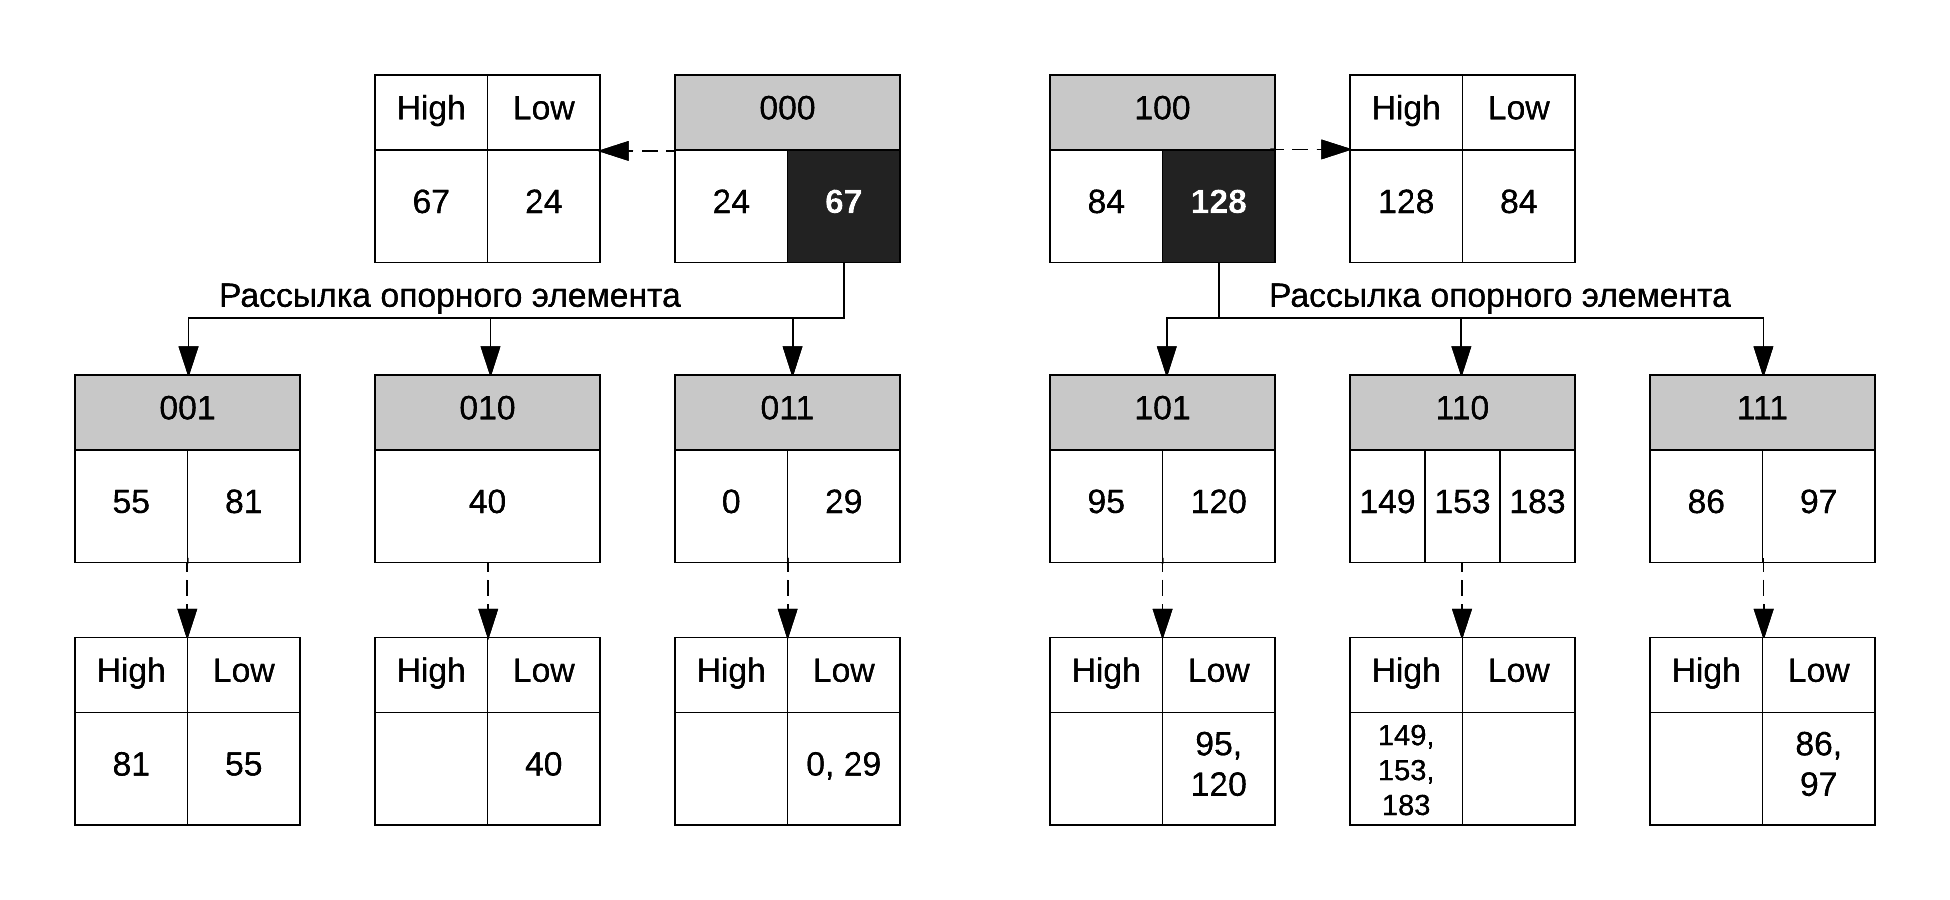 High Low 000 100 High Low
67 24 24 67 84 128 128 84
Рассылка опорного элемента Рассылка опорного элемента
001 010 011 101 110 111
55 81 40 0 29 95 120 149 153 183 86 97
High Low High Low High Low High Low High Low High Low
81 55 40 0, 29 95, 120 149, 153, 183 86, 97